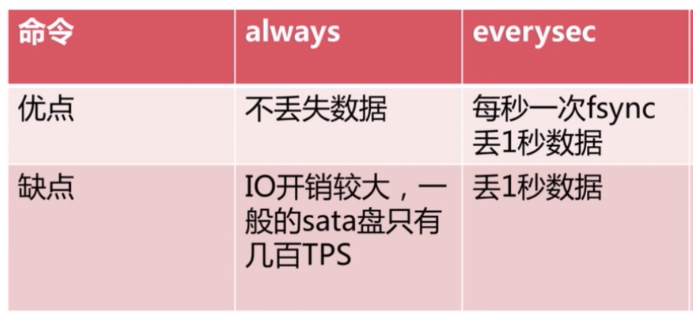 命令 always everysec
优点 不丢失数据 每秒一次fsync
丢1秒数据
缺点 IO开销较大，一 丢1秒数据
般的sata盘只有
几百TPS